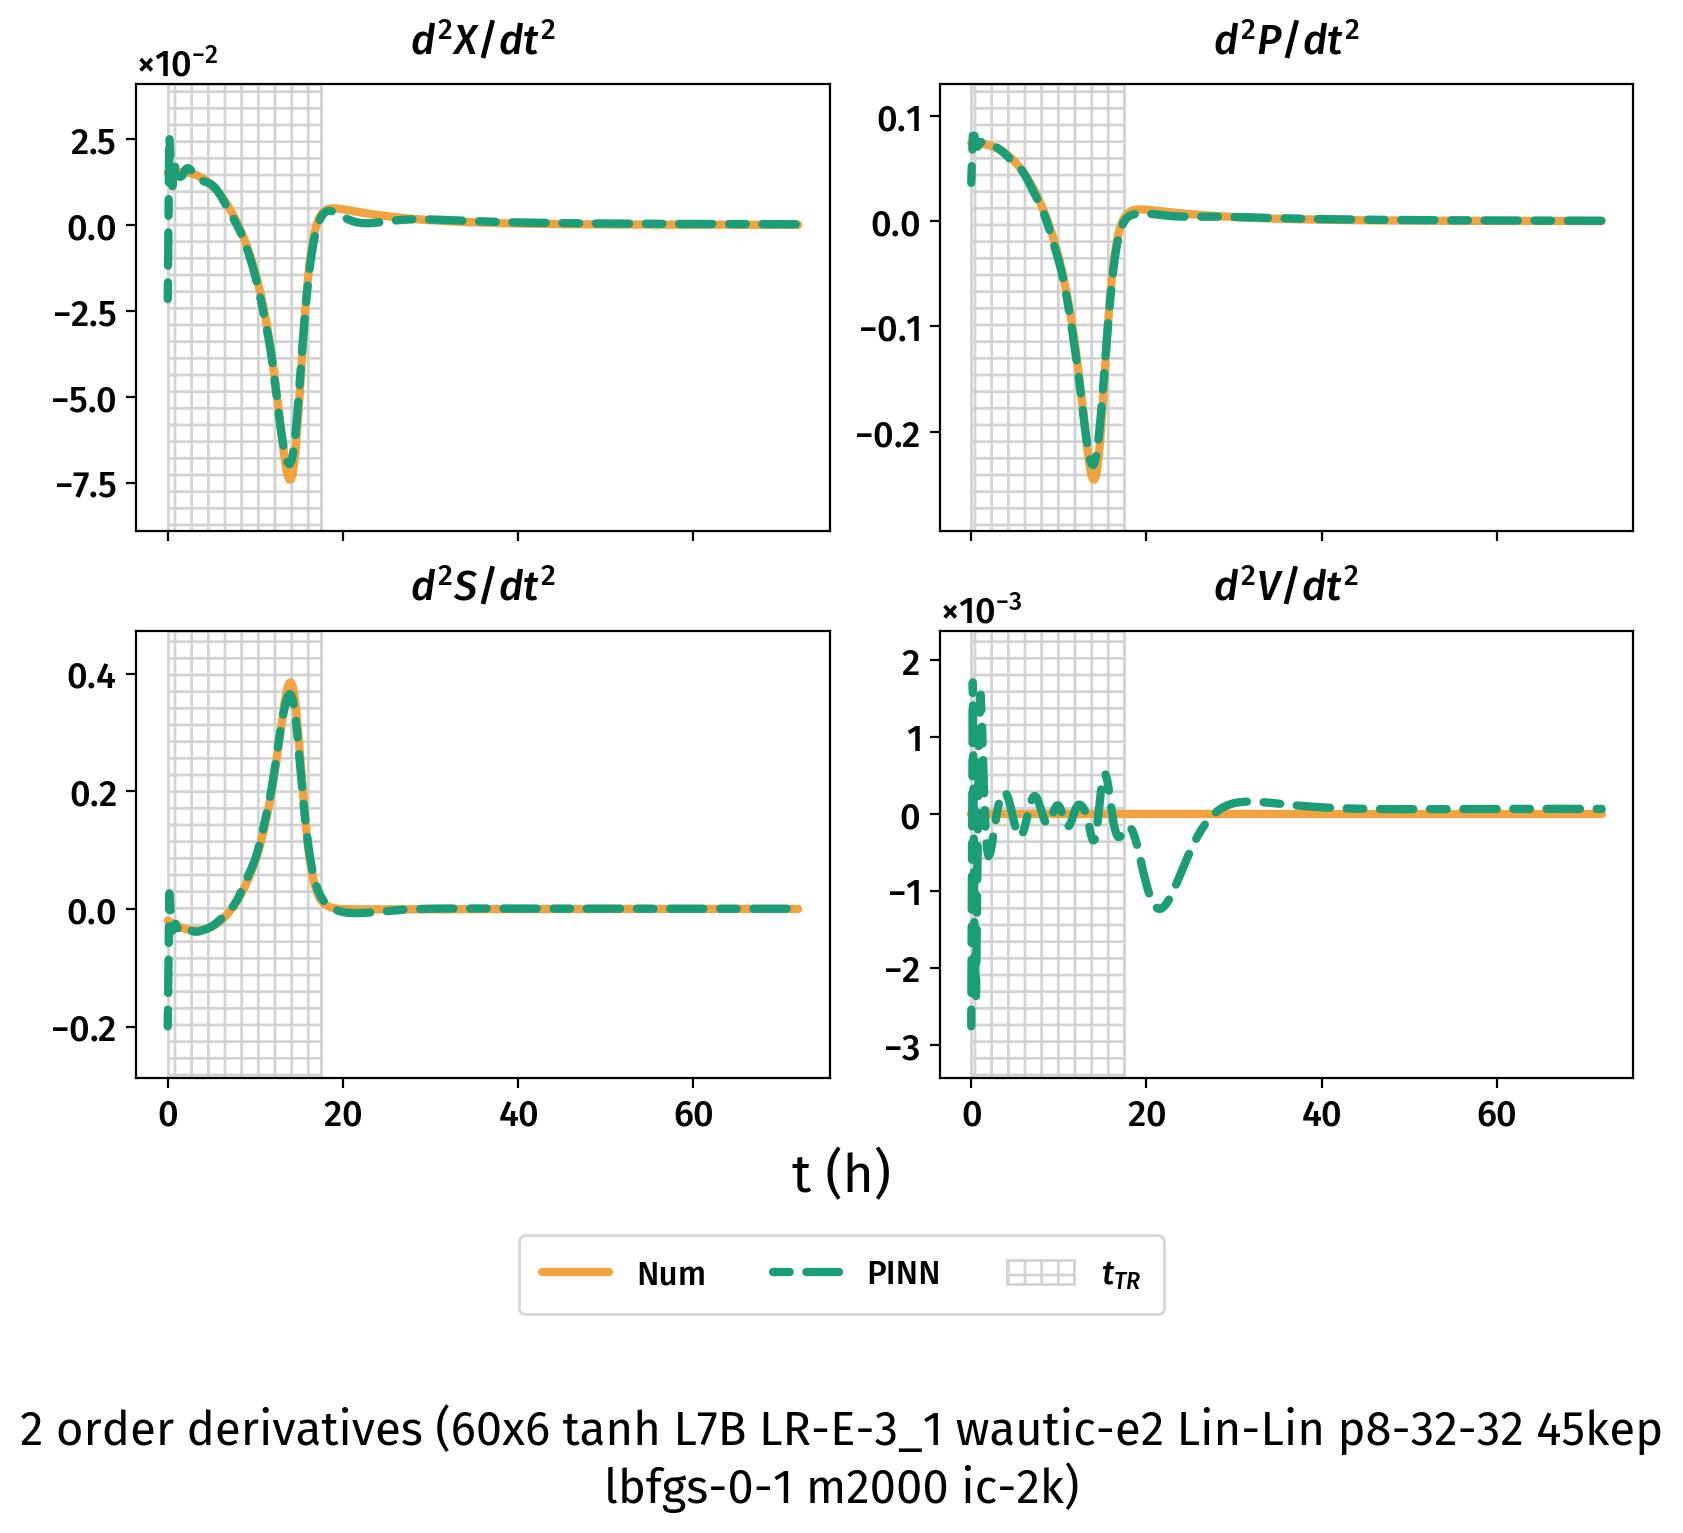 d²X/dt²
×10⁻²
2.5
0.0
−2.5
−5.0
−7.5
d²P/dt²
0.1
0.0
−0.1
−0.2
d²S/dt²
0.4
0.2
0.0
−0.2
0 20 40 60
d²V/dt²
×10⁻³
2
1
0
−1
−2
−3
0 20 40 60
t (h)
Num PINN t_TR
2 order derivatives (60x6 tanh L7B LR-E-3_1 wautic-e2 Lin-Lin p8-32-32 45kep
lbfgs-0-1 m2000 ic-2k)